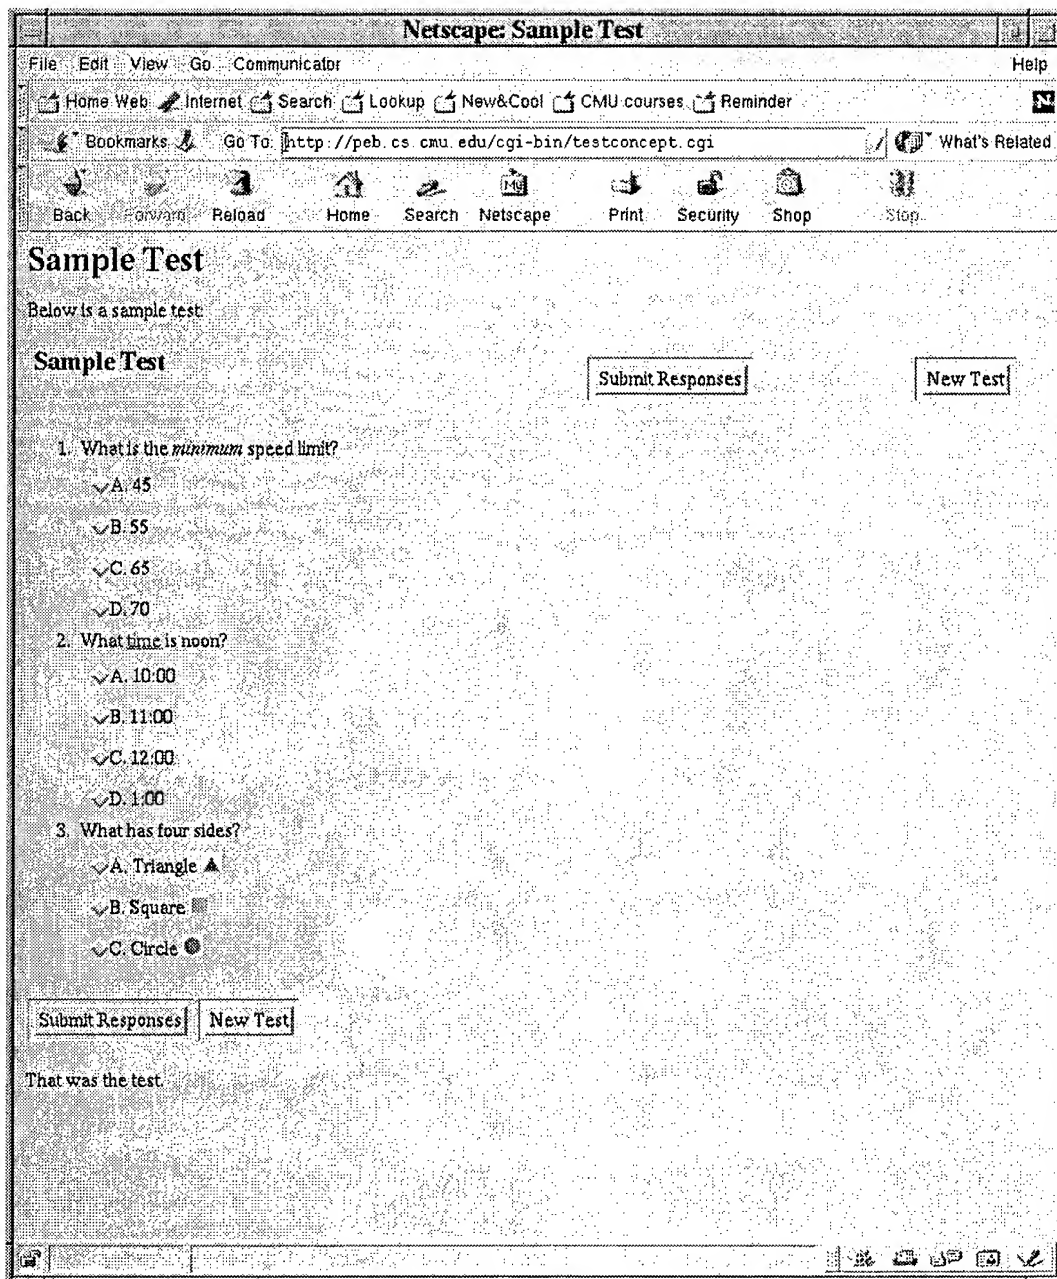 Netscape: Sample Test
File Edit View Go Communicator Help
Home Web Internet Search Lookup New&Cool CMU courses Reminder N
Bookmarks Go To: http://peb.cs.cmu.edu/cgi-bin/testconcept.cgi What's Related
My
Back Forward Reload Home Search Netscape Print Security Shop Stop
Sample Test
Below is a sample test:
Sample Test Submit Responses New Test
1. What is the minimum speed limit?
A. 45
B. 55
C. 65
D. 70
2. What time is noon?
A. 10:00
B. 11:00
C. 12:00
D. 1:00
3. What has four sides?
A. Triangle
B. Square
C. Circle
Submit Responses New Test
That was the test.